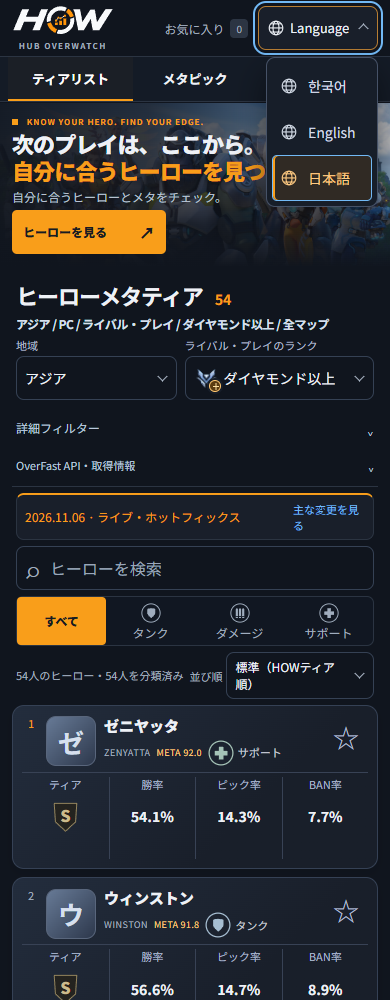 HOW
HUB OVERWATCH
お気に入り 0
Language
한국어
English
日本語
ティアリスト メタピック
KNOW YOUR HERO. FIND YOUR EDGE.
次のプレイは、ここから。
自分に合うヒーローを見つ
自分に合うヒーローとメタをチェック。
ヒーローを見る ↗
ヒーローメタティア 54
アジア / PC / ライバル・プレイ / ダイヤモンド以上 / 全マップ
地域 ライバル・プレイのランク
アジア ダイヤモンド以上
詳細フィルター
OverFast API・取得情報
2026.11.06 · ライブ・ホットフィックス 主な変更を見
る
ヒーローを検索
すべて タンク ダメージ サポート
54人のヒーロー・54人を分類済み 並び順 標準（HOWティア
順）
1 ゼ ゼニヤッタ
ZENYATTA META 92.0 サポート
ティア 勝率 ピック率 BAN率
S 54.1% 14.3% 7.7%
2 ウ ウィンストン
WINSTON META 91.8 タンク
ティア 勝率 ピック率 BAN率
S 56.6% 14.7% 8.9%